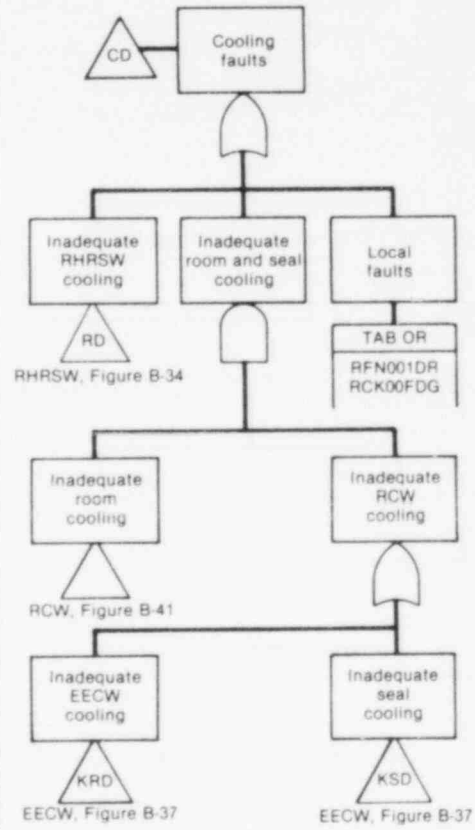 CD
Cooling
faults
Inadequate
RHRSW
cooling
Inadequate
room and seal
cooling
Local
faults
RD
RHRSW, Figure B-34
TAB OR
RFN001DR
RCK00FDG
Inadequate
room
cooling
Inadequate
RCW
cooling
RCW, Figure B-41
Inadequate
EECW
cooling
Inadequate
seal
cooling
KRD
EECW, Figure B-37
KSD
EECW, Figure B-37